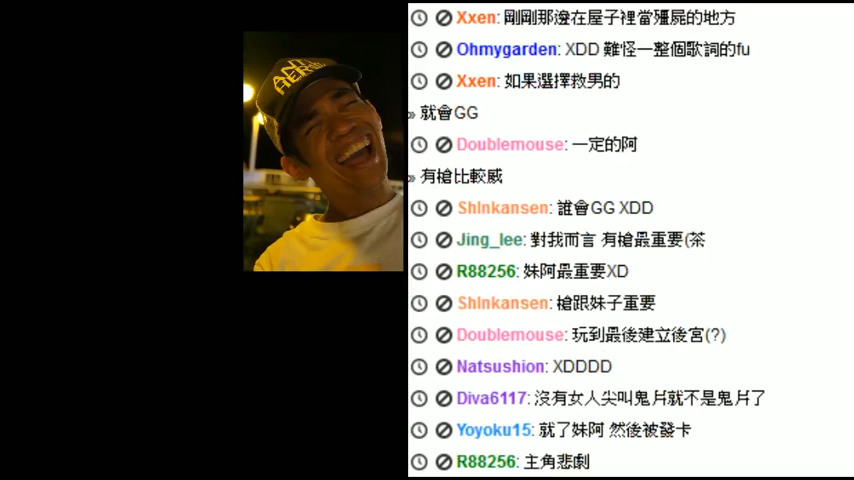 ANTI
HERO
Xxen: 剛剛那邊在屋子裡當殭屍的地方
Ohmygarden: XDD 難怪一整個歌詞的fu
Xxen: 如果選擇救男的
» 就會GG
Doublemouse: 一定的阿
» 有槍比較威
Shlnkansen: 誰會GG XDD
Jing_lee: 對我而言 有槍最重要(茶
R88256: 妹阿最重要XD
Shlnkansen: 槍跟妹子重要
Doublemouse: 玩到最後建立後宮(?)
Natsushion: XDDDD
Diva6117: 沒有女人尖叫鬼片就不是鬼片了
Yoyoku15: 就了妹阿 然後被發卡
R88256: 主角悲劇